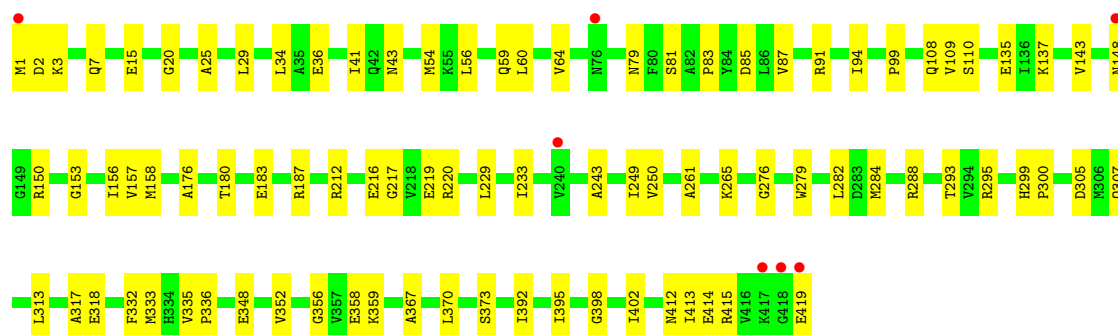 M1 D2 K3 Q7 E15 G20 A25 L29 L34 A35 E36 I41 Q42 N43 M54 K55 L56 Q59 L60 V64 N76 N79 F80 S81 A82 P83 Y84 D85 L86 V87 R91 I94 P99 Q108 V109 S110 E135 I136 K137 V143 N148
G149 R150 G153 I156 V157 M158 A176 T180 E183 R187 R212 E216 G217 V218 E219 R220 L229 I233 V240 A243 I249 V250 A261 K265 G276 W279 L282 D283 M284 R288 T293 V294 R295 H299 P300 D305 M306
L313 A317 E318 F332 M333 H334 V335 P336 E348 V352 G356 V357 E358 K359 A367 L370 S373 I392 I395 G398 I402 N412 I413 E414 R415 V416 K417 G418 E419